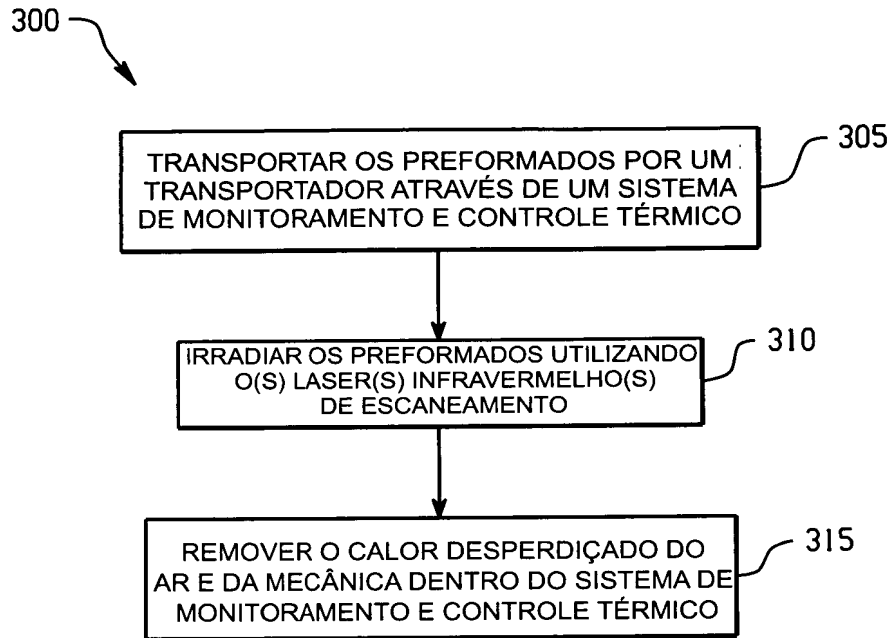 300
TRANSPORTAR OS PREFORMADOS POR UM
TRANSPORTADOR ATRAVÉS DE UM SISTEMA
DE MONITORAMENTO E CONTROLE TÉRMICO
305
IRRADIAR OS PREFORMADOS UTILIZANDO
O(S) LASER(S) INFRAVERMELHO(S)
DE ESCANEAMENTO
310
REMOVER O CALOR DESPERDIÇADO DO
AR E DA MECÂNICA DENTRO DO SISTEMA DE
MONITORAMENTO E CONTROLE TÉRMICO
315